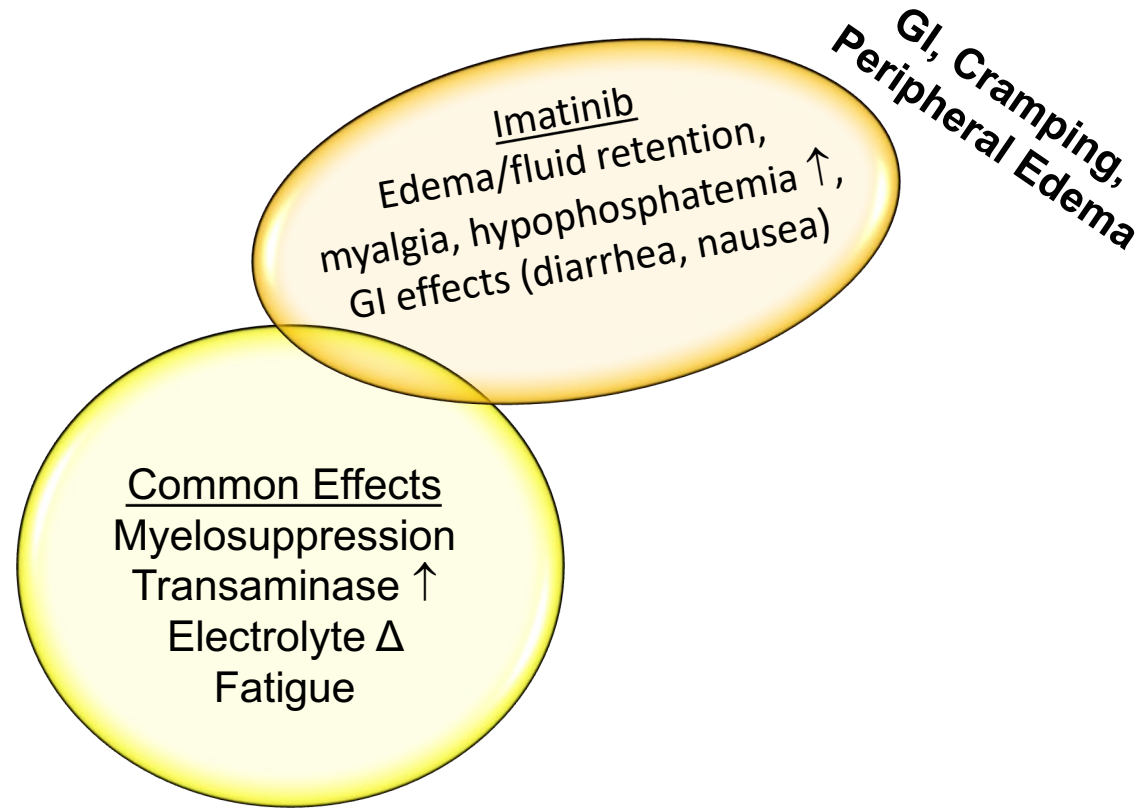 GI, Cramping,
Peripheral Edema
Imatinib
Edema/fluid retention,
myalgia, hypophosphatemia ↑,
GI effects (diarrhea, nausea)
Common Effects
Myelosuppression
Transaminase ↑
Electrolyte Δ
Fatigue